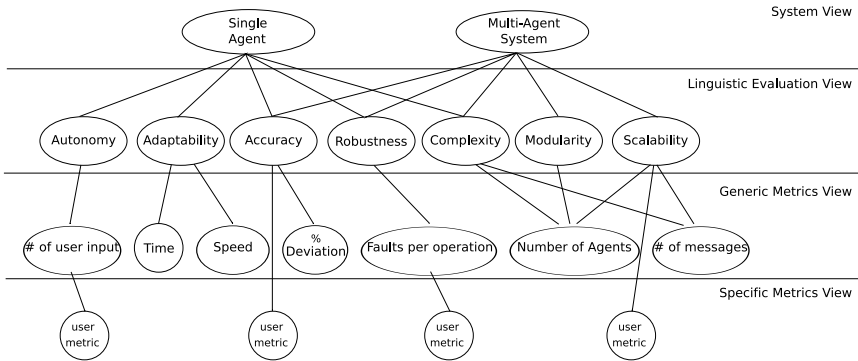 System View
Single
Agent
Multi-Agent
System
Linguistic Evaluation View
Autonomy
Adaptability
Accuracy
Robustness
Complexity
Modularity
Scalability
Generic Metrics View
# of user input
Time
Speed
%
Deviation
Faults per operation
Number of Agents
# of messages
Specific Metrics View
user
metric
user
metric
user
metric
user
metric